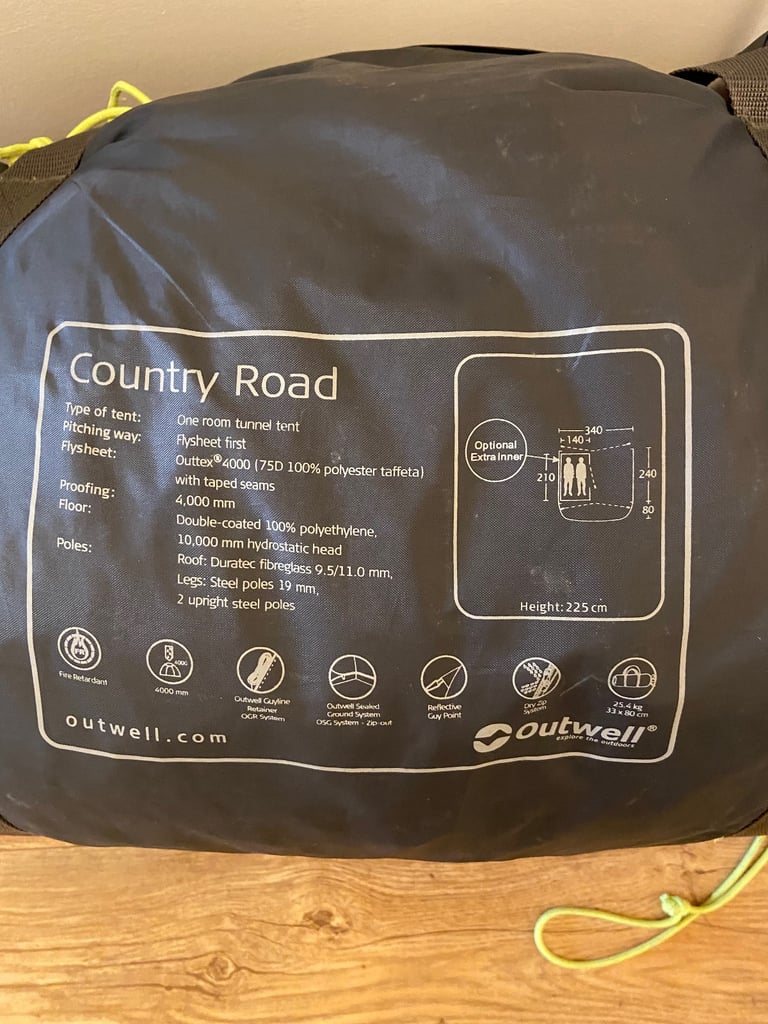 Country Road
Type of tent: One room tunnel tent
Pitching way: Flysheet first
Flysheet: Outtex®4000 (75D 100% polyester taffeta)
with taped seams
Proofing: 4,000 mm
Floor: Double-coated 100% polyethylene,
10,000 mm hydrostatic head
Poles: Roof: Duratec fibreglass 9.5/11.0 mm,
Legs: Steel poles 19 mm,
2 upright steel poles
340
140
Optional
Extra Inner
210
240
80
Height: 225 cm
FR
Fire Retardant
4000
4000 mm
Outwell Guyline
Retainer
OGR System
Outwell Sealed
Ground System
OSG System - Zip-out
Reflective
Guy Point
Dry Zip
System
25.4 kg
33 x 80 cm
outwell.com
Outwell®
explore the outdoors